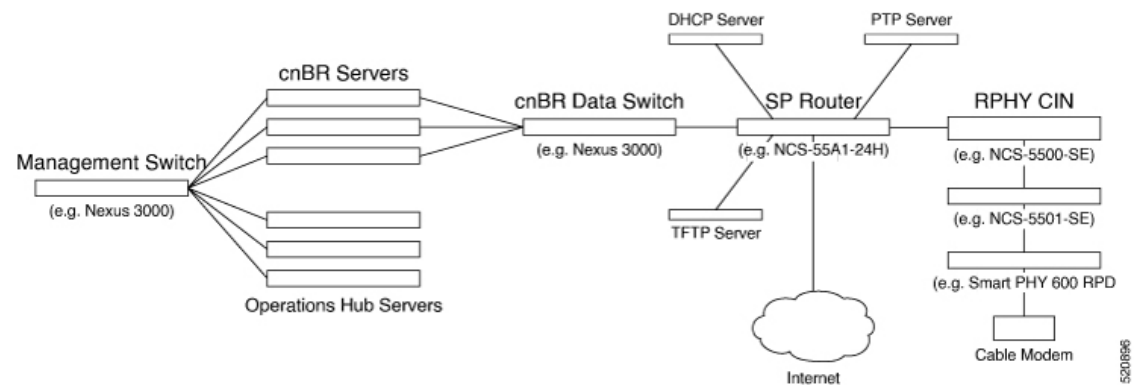 DHCP Server
PTP Server
cnBR Servers
cnBR Data Switch
SP Router
RPHY CIN
(e.g. Nexus 3000)
(e.g. NCS-55A1-24H)
(e.g. NCS-5500-SE)
Management Switch
(e.g. Nexus 3000)
(e.g. NCS-5501-SE)
TFTP Server
(e.g. Smart PHY 600 RPD
Operations Hub Servers
Cable Modem
Internet
520896